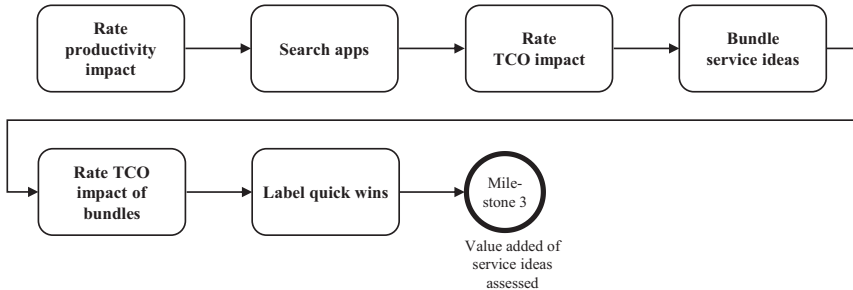 Rate
productivity
impact
Search apps
Rate
TCO impact
Bundle
service ideas
Rate TCO
impact of
bundles
Label quick wins
Mile-
stone 3
Value added of
service ideas
assessed